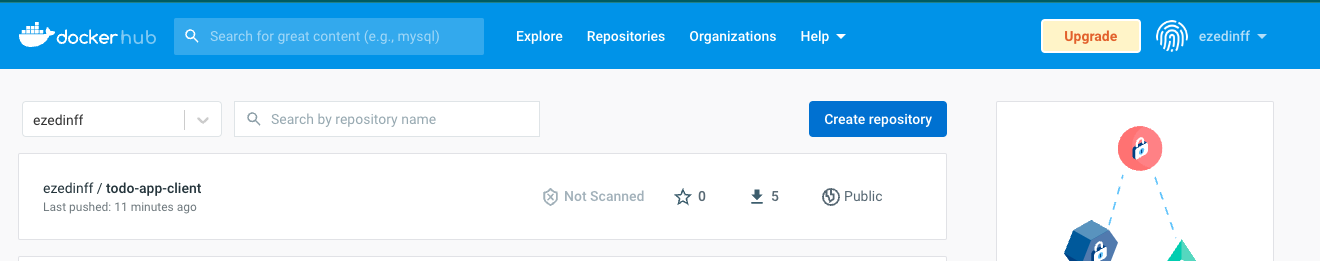 docker hub
Search for great content (e.g., mysql)
Explore
Repositories
Organizations
Help
Upgrade
ezedinff
ezedinff
Search by repository name
Create repository
ezedinff / todo-app-client
Last pushed: 11 minutes ago
Not Scanned
0
5
Public